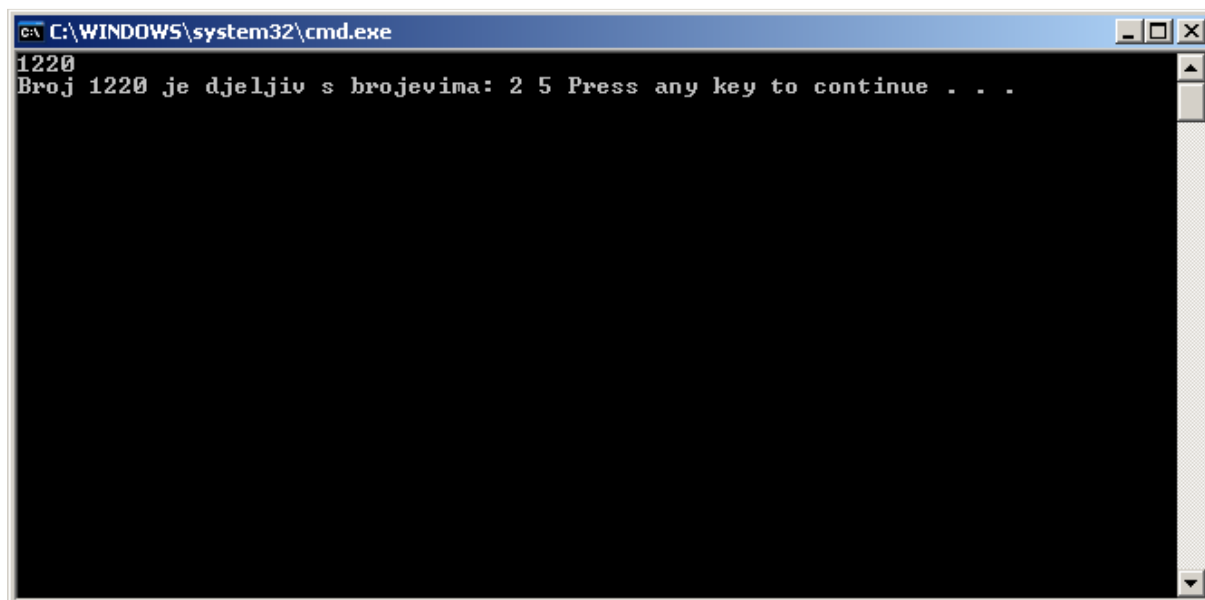 C:\WINDOWS\system32\cmd.exe
1220
Broj 1220 je djeljiv s brojevima: 2 5 Press any key to continue . . .